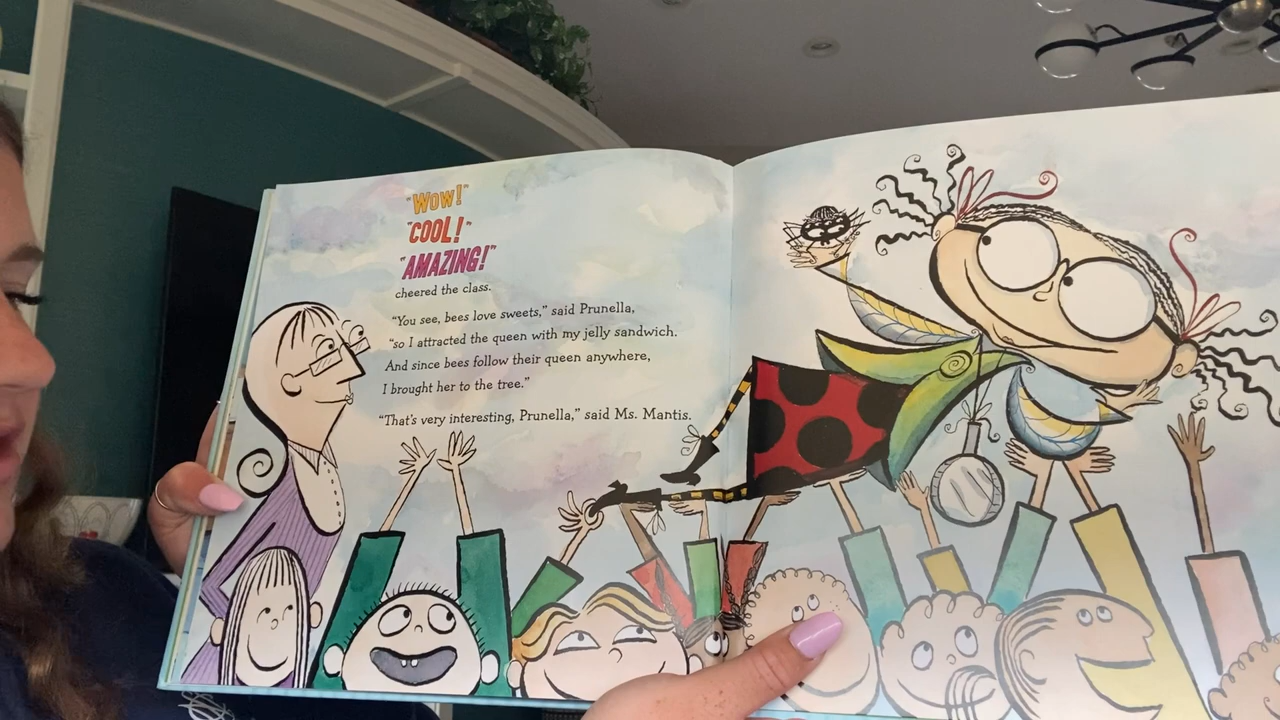 "WOW!"
"COOL!"
"AMAZING!"
cheered the class.
"You see, bees love sweets," said Prunella,
"so I attracted the queen with my jelly sandwich.
And since bees follow their queen anywhere,
I brought her to the tree."
"That's very interesting, Prunella," said Ms. Mantis.